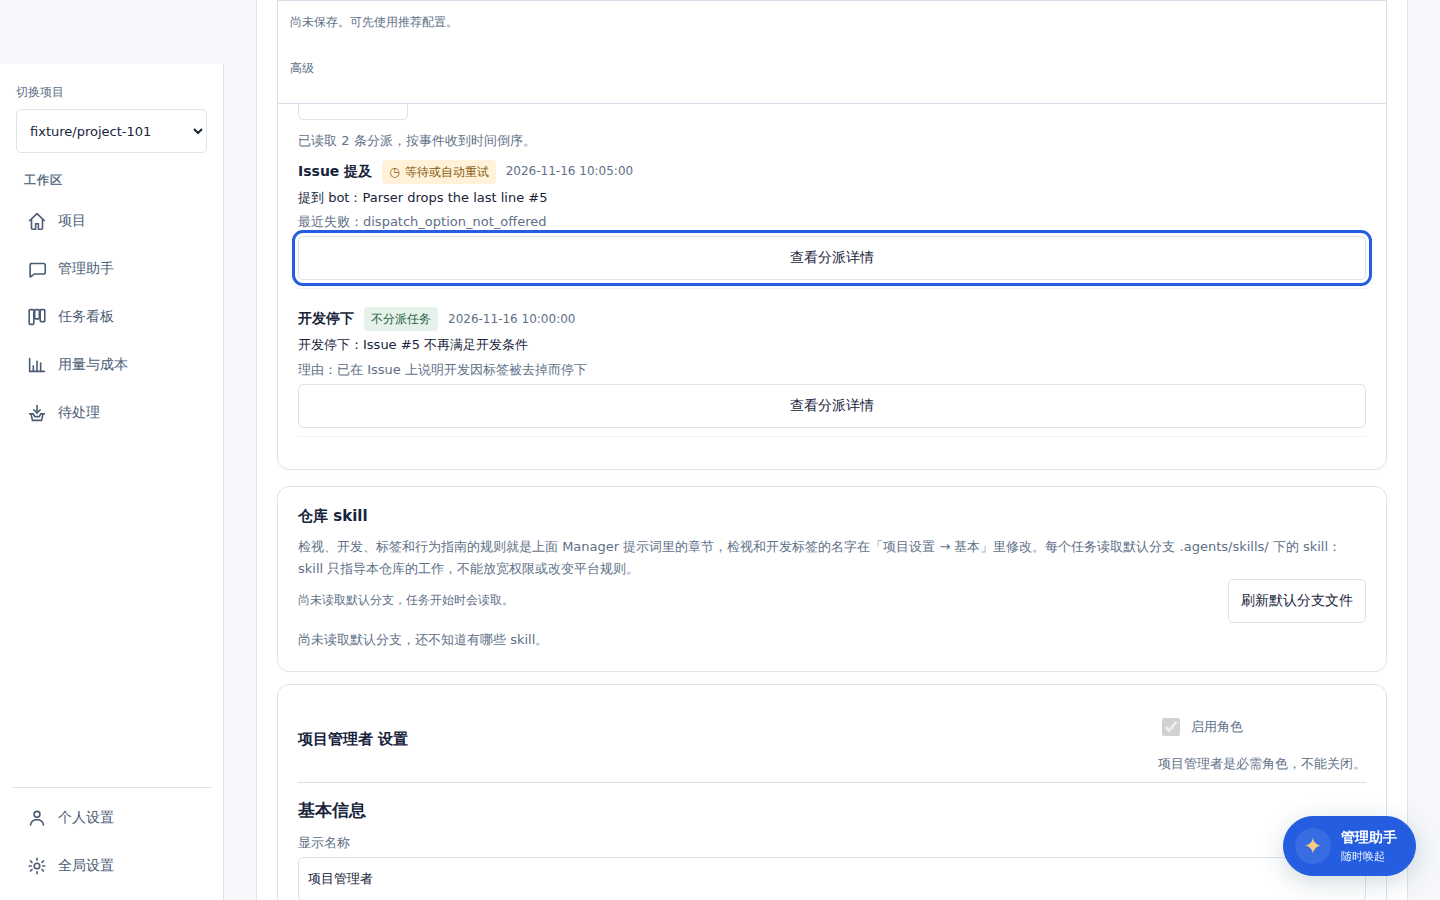 尚未保存。可先使用推荐配置。
高级
切换项目
fixture/project-101
工作区
项目
管理助手
任务看板
用量与成本
待处理
个人设置
全局设置
已读取 2 条分派，按事件收到时间倒序。
Issue 提及 ◷ 等待或自动重试 2026-11-16 10:05:00
提到 bot：Parser drops the last line #5
最近失败：dispatch_option_not_offered
查看分派详情
开发停下 不分派任务 2026-11-16 10:00:00
开发停下：Issue #5 不再满足开发条件
理由：已在 Issue 上说明开发因标签被去掉而停下
查看分派详情
仓库 skill
检视、开发、标签和行为指南的规则就是上面 Manager 提示词里的章节，检视和开发标签的名字在「项目设置 → 基本」里修改。每个任务读取默认分支 .agents/skills/ 下的 skill：
skill 只指导本仓库的工作，不能放宽权限或改变平台规则。
尚未读取默认分支，任务开始时会读取。
刷新默认分支文件
尚未读取默认分支，还不知道有哪些 skill。
项目管理者 设置
启用角色
项目管理者是必需角色，不能关闭。
基本信息
显示名称
项目管理者
管理助手
随时唤起